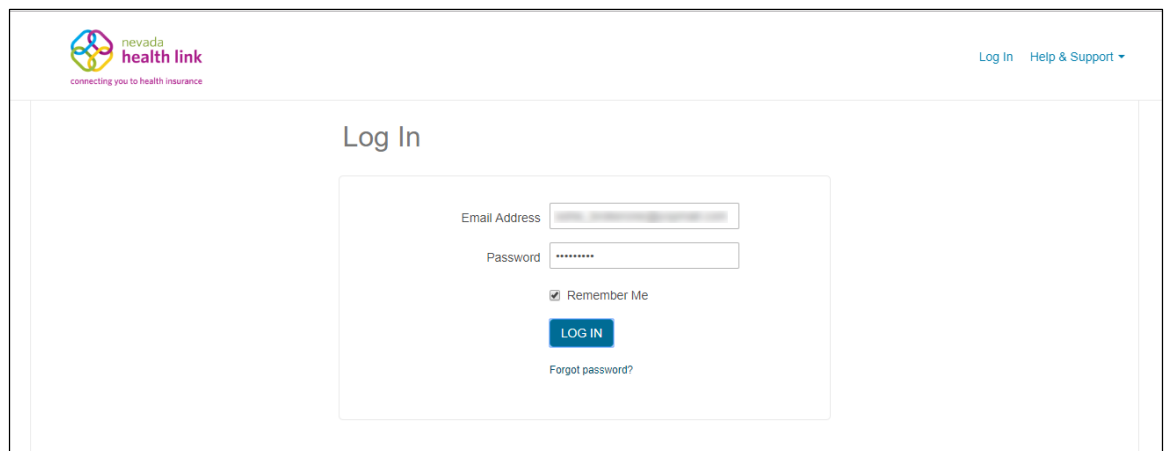 nevada
health link
connecting you to health insurance
Log In Help & Support
Log In
Email Address
Password •••••••••
Remember Me
LOG IN
Forgot password?